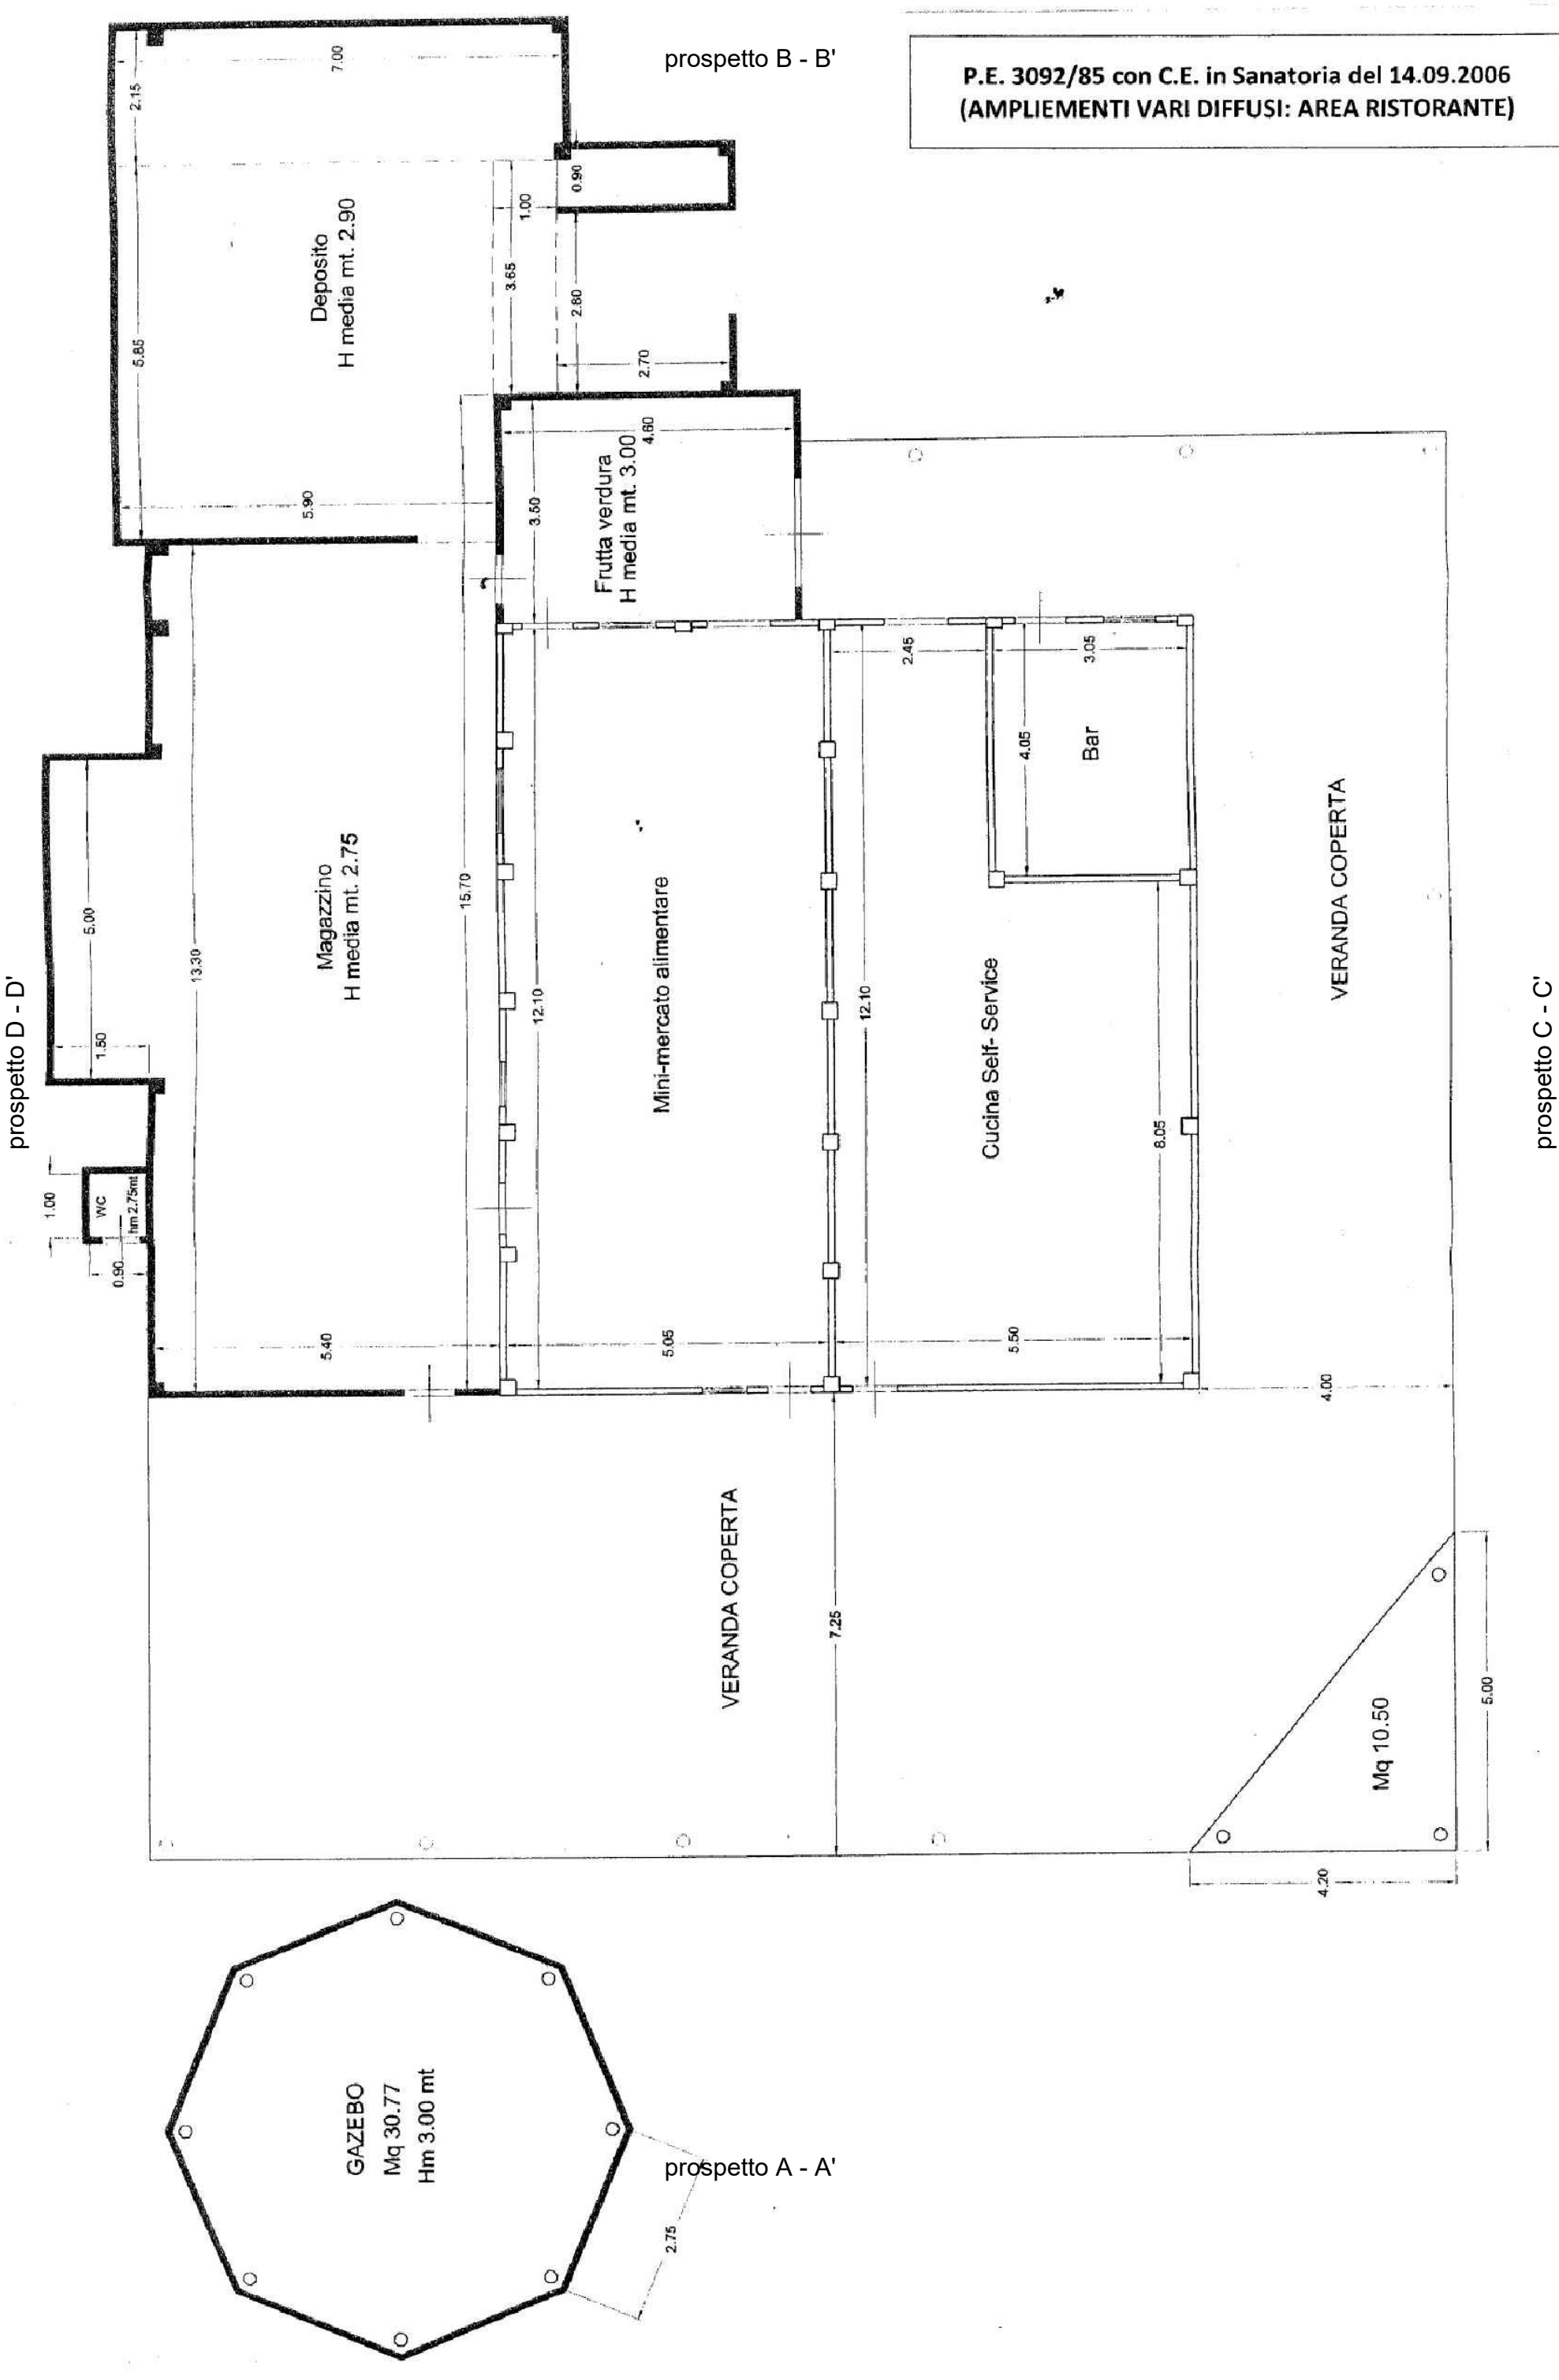 prospetto B - B'
P.E. 3092/85 con C.E. in Sanatoria del 14.09.2006
(AMPLIEMENTI VARI DIFFUSI: AREA RISTORANTE)
7.00
2.15
0.90
1.00
3.65
2.80
2.70
5.85
Deposito
H media mt. 2.90
5.90
4.60
3.50
Frutta verdura
H media mt. 3.00
2.45
3.05
4.05
Bar
15.70
13.30
5.00
1.50
Magazzino
H media mt. 2.75
12.10
Mini-mercato alimentare
12.10
Cucina Self- Service
8.05
VERANDA COPERTA
prospetto D - D'
prospetto C - C'
1.00
WC
hm 2.75mt
0.90
5.40
5.05
5.50
4.00
VERANDA COPERTA
7.25
Mq 10.50
5.00
4.20
GAZEBO
Mq 30.77
Hm 3.00 mt
prospetto A - A'
2.75